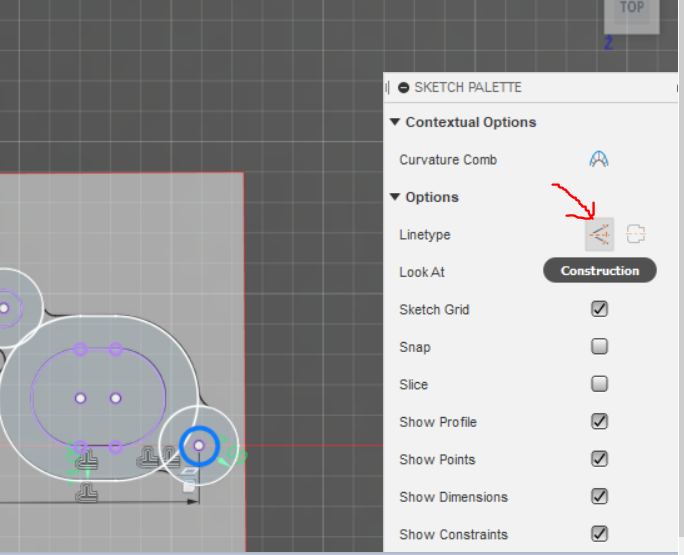 TOP
Z
SKETCH PALETTE
Contextual Options
Curvature Comb
Options
Linetype
Look At
Construction
Sketch Grid
Snap
Slice
Show Profile
Show Points
Show Dimensions
Show Constraints